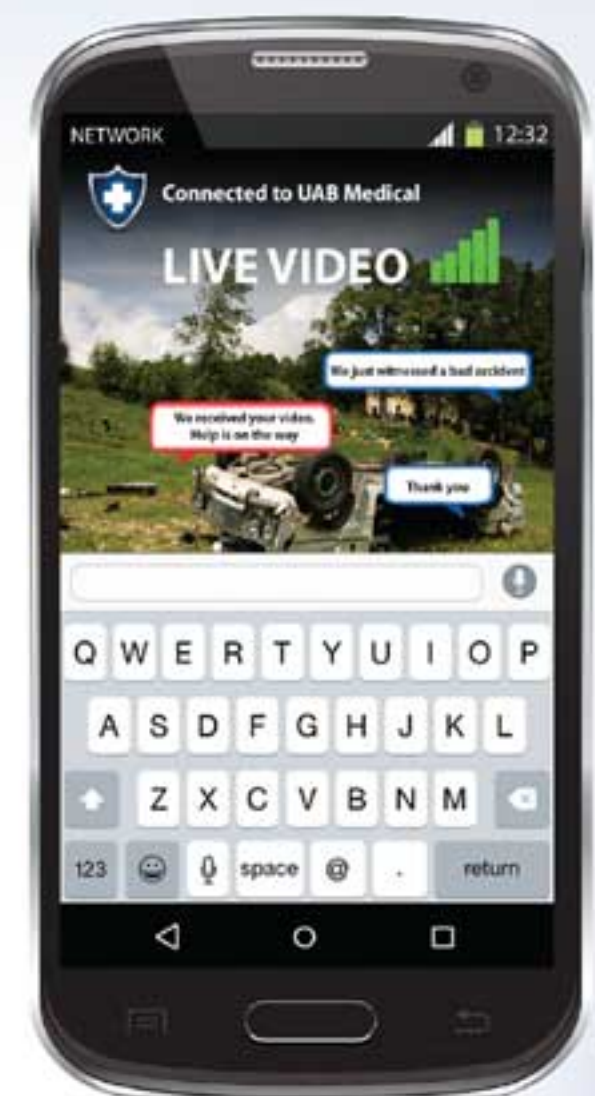 NETWORK
12:32
Connected to UAB Medical
LIVE VIDEO
We just witnessed a bad accident
We received your video.
Help is on the way
Thank you
Q W E R T Y U I O P
A S D F G H J K L
Z X C V B N M
123 space @ . return